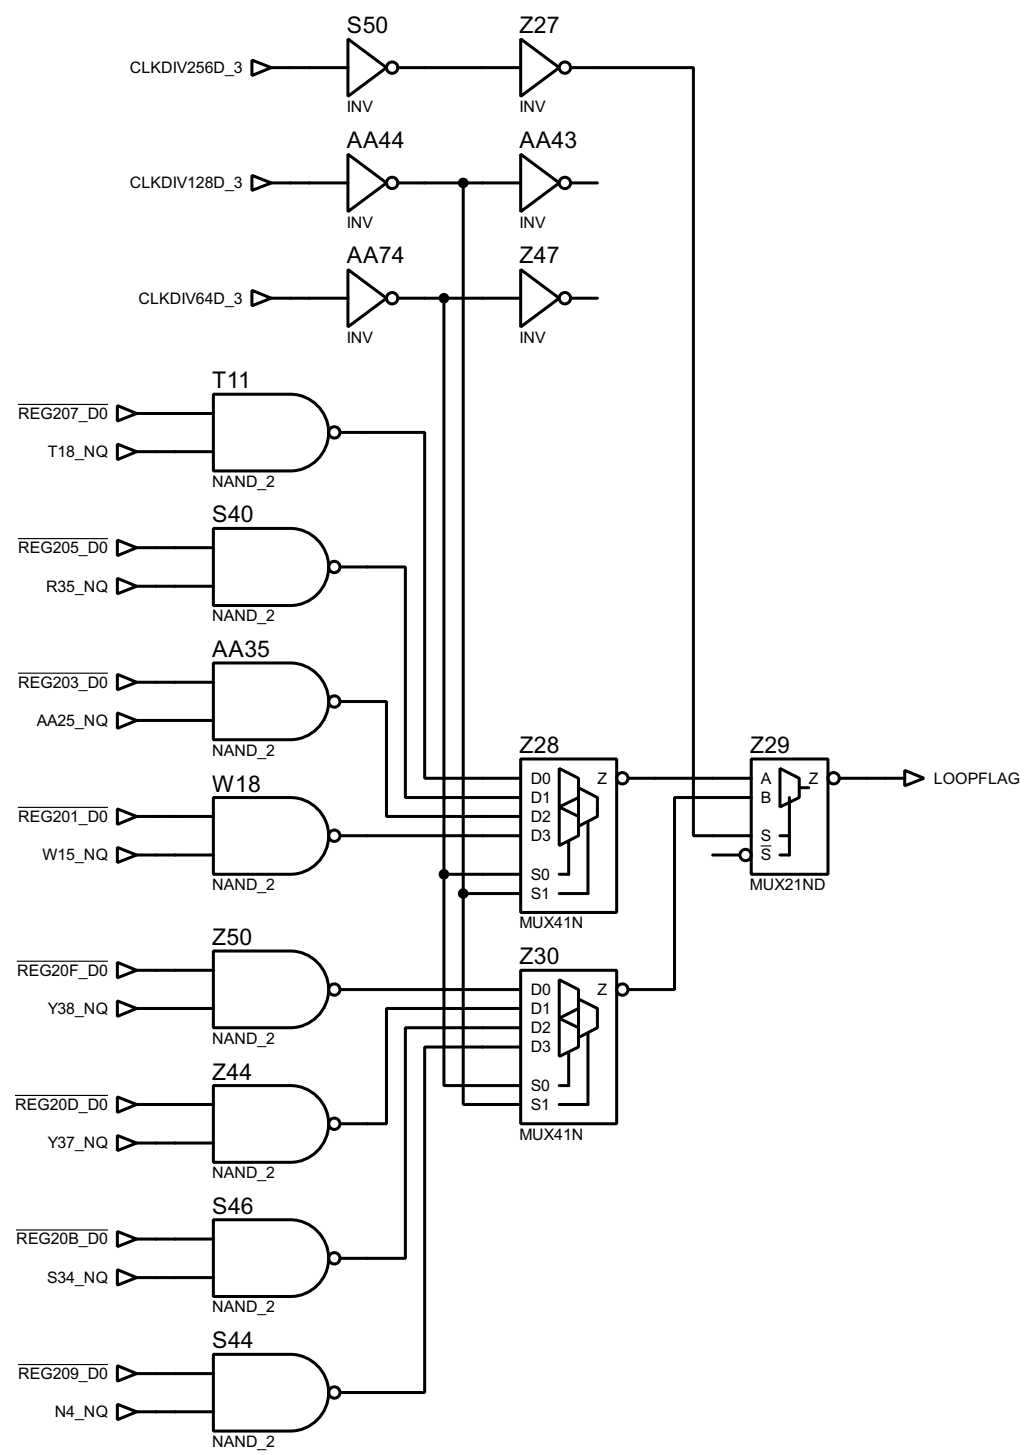 S50
Z27
CLKDIV256D_3
INV
INV
AA44
AA43
CLKDIV128D_3
INV
INV
AA74
Z47
CLKDIV64D_3
INV
INV
T11
REG207_D0
T18_NQ
NAND_2
S40
REG205_D0
R35_NQ
NAND_2
AA35
REG203_D0
AA25_NQ
NAND_2
W18
REG201_D0
W15_NQ
NAND_2
Z28
D0 Z
D1
D2
D3
S0
S1
MUX41N
Z29
A Z
B
S
S
MUX21ND
LOOPFLAG
Z50
REG20F_D0
Y38_NQ
NAND_2
Z30
D0 Z
D1
D2
D3
S0
S1
MUX41N
Z44
REG20D_D0
Y37_NQ
NAND_2
S46
REG20B_D0
S34_NQ
NAND_2
S44
REG209_D0
N4_NQ
NAND_2